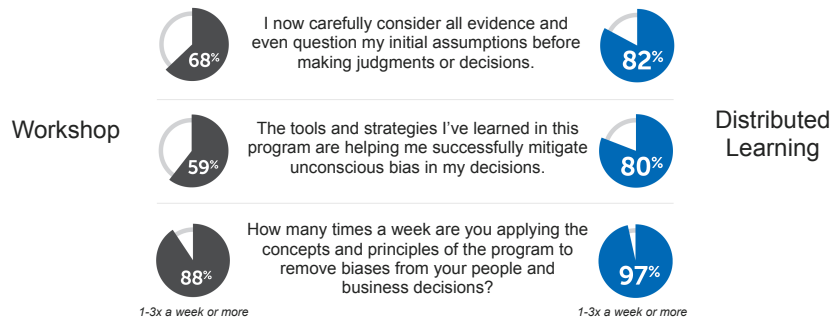 I now carefully consider all evidence and
even question my initial assumptions before
making judgments or decisions.
68%
82%
Workshop
The tools and strategies I've learned in this
program are helping me successfully mitigate
unconscious bias in my decisions.
59%
80%
Distributed
Learning
How many times a week are you applying the
concepts and principles of the program to
remove biases from your people and
business decisions?
88%
97%
1-3x a week or more
1-3x a week or more